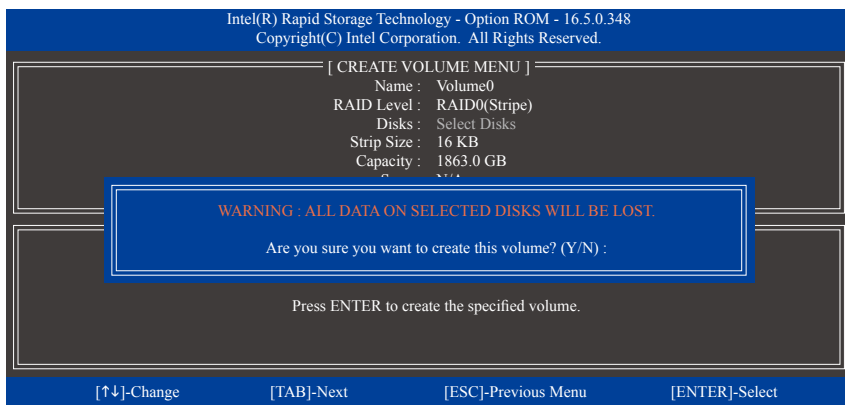 Intel(R) Rapid Storage Technology - Option ROM - 16.5.0.348
Copyright(C) Intel Corporation. All Rights Reserved.
[ CREATE VOLUME MENU ]
Name : Volume0
RAID Level : RAID0(Stripe)
Disks : Select Disks
Strip Size : 16 KB
Capacity : 1863.0 GB
N/A
WARNING : ALL DATA ON SELECTED DISKS WILL BE LOST.
Are you sure you want to create this volume? (Y/N) :
Press ENTER to create the specified volume.
[↑↓]-Change [TAB]-Next [ESC]-Previous Menu [ENTER]-Select